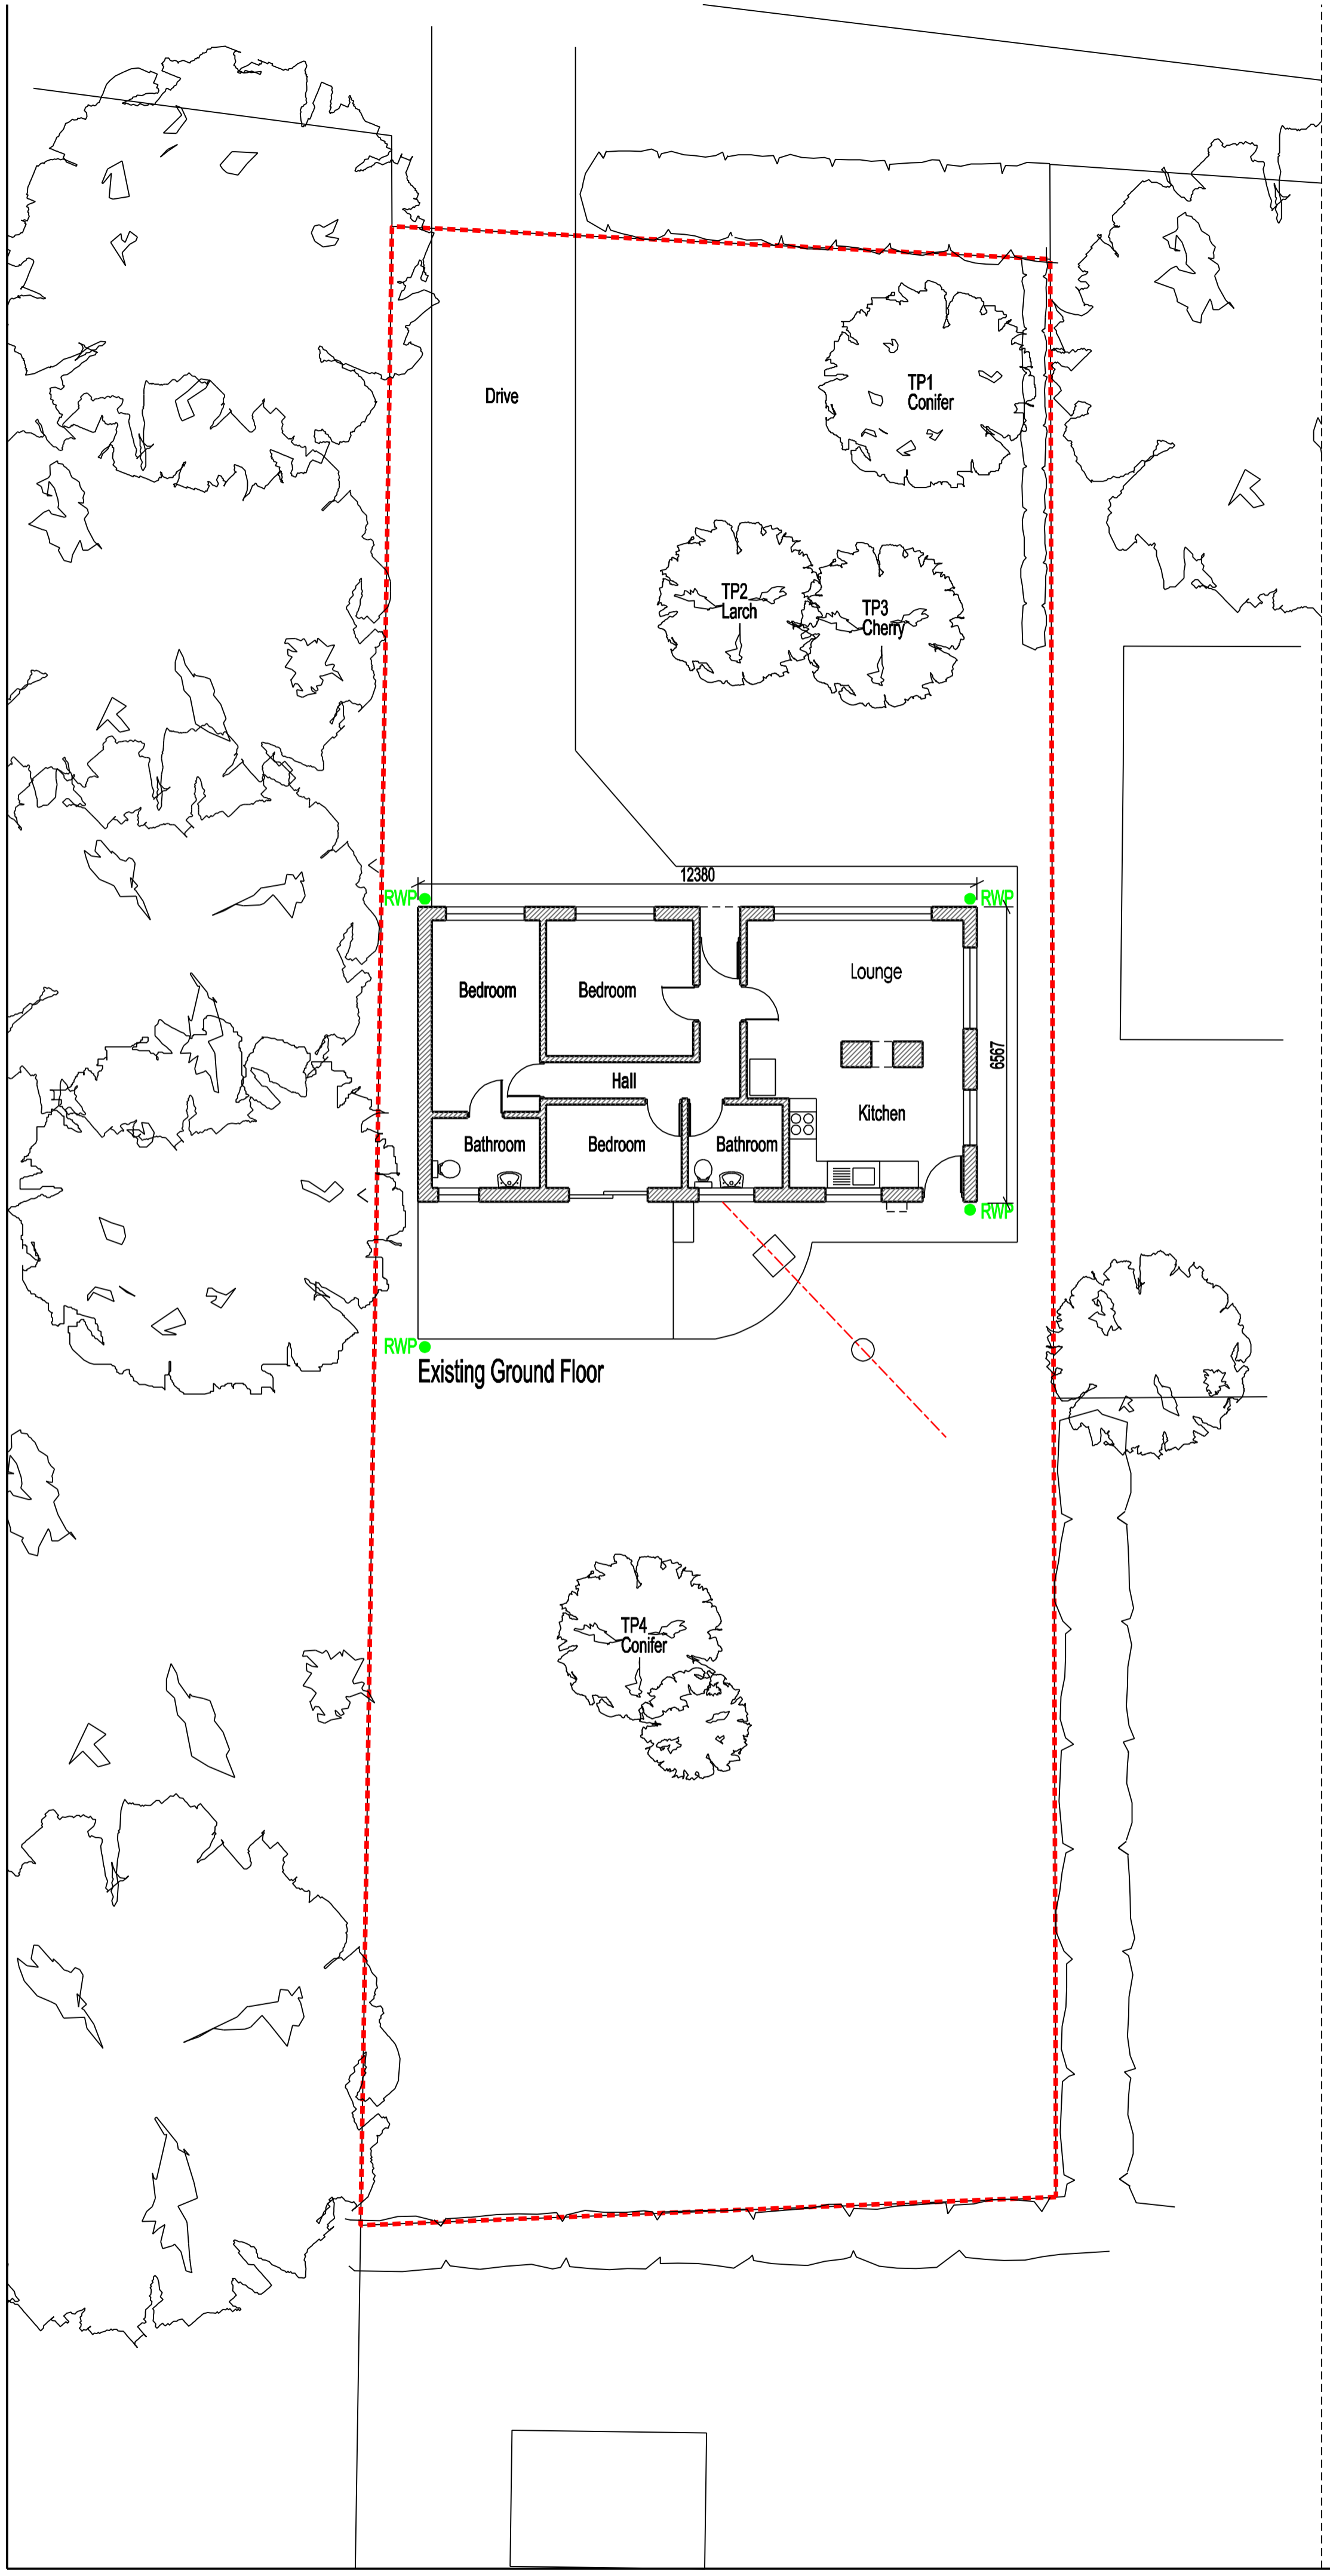 Drive
TP1
Conifer
TP2
Larch
TP3
Cherry
12380
RWP
RWP
Bedroom
Bedroom
Lounge
6567
Hall
Kitchen
Bathroom
Bedroom
Bathroom
RWP
RWP
Existing Ground Floor
TP4
Conifer